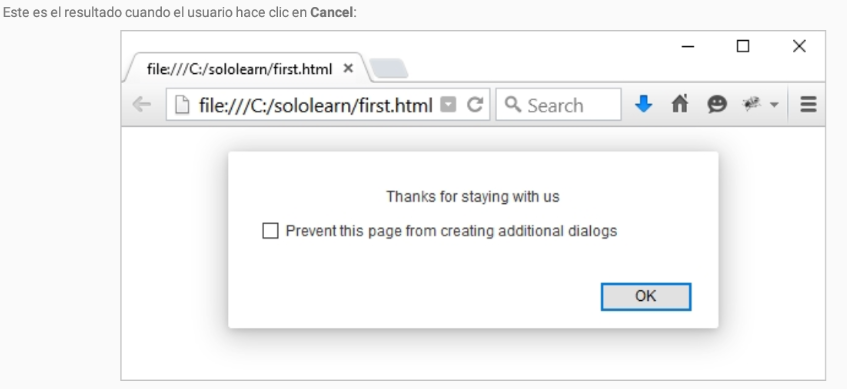 Este es el resultado cuando el usuario hace clic en Cancel:
file:///C:/sololearn/first.html
file:///C:/sololearn/first.html
Search
Thanks for staying with us
Prevent this page from creating additional dialogs
OK